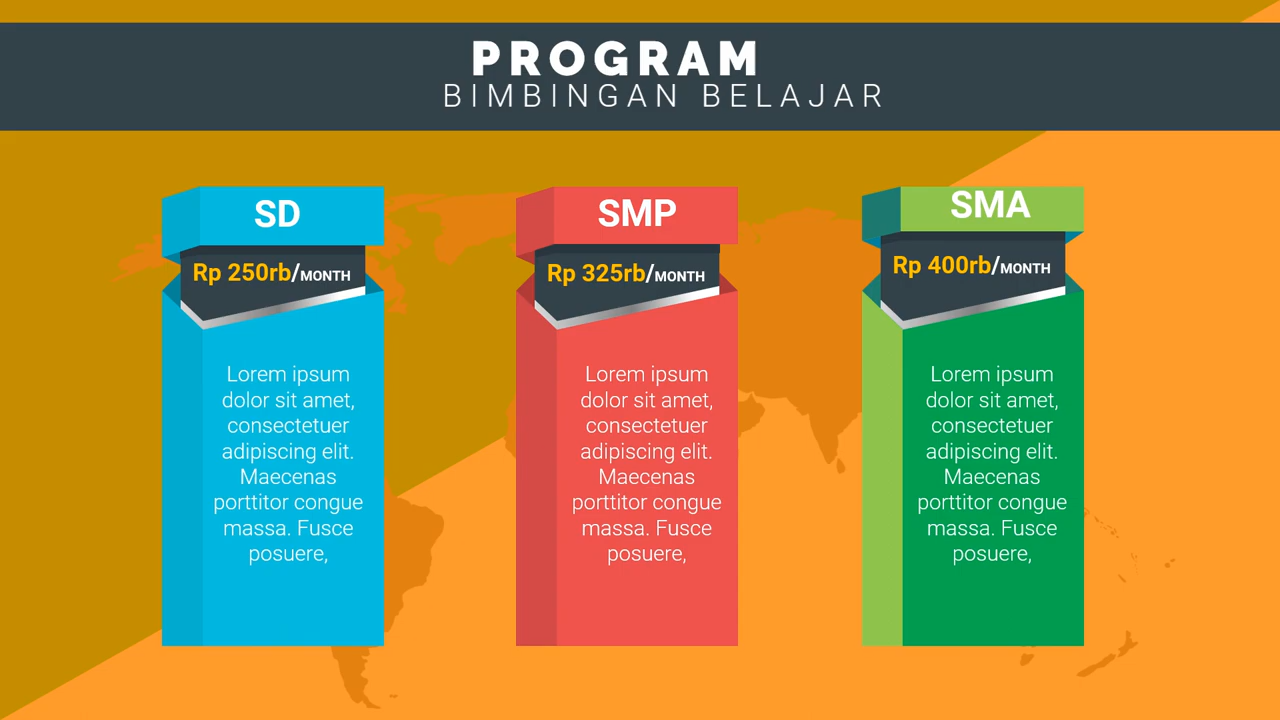 PROGRAM
BIMBINGAN BELAJAR
SD
Rp 250rb/MONTH
Lorem ipsum
dolor sit amet,
consectetuer
adipiscing elit.
Maecenas
porttitor congue
massa. Fusce
posuere,
SMP
Rp 325rb/MONTH
Lorem ipsum
dolor sit amet,
consectetuer
adipiscing elit.
Maecenas
porttitor congue
massa. Fusce
posuere,
SMA
Rp 400rb/MONTH
Lorem ipsum
dolor sit amet,
consectetuer
adipiscing elit.
Maecenas
porttitor congue
massa. Fusce
posuere,